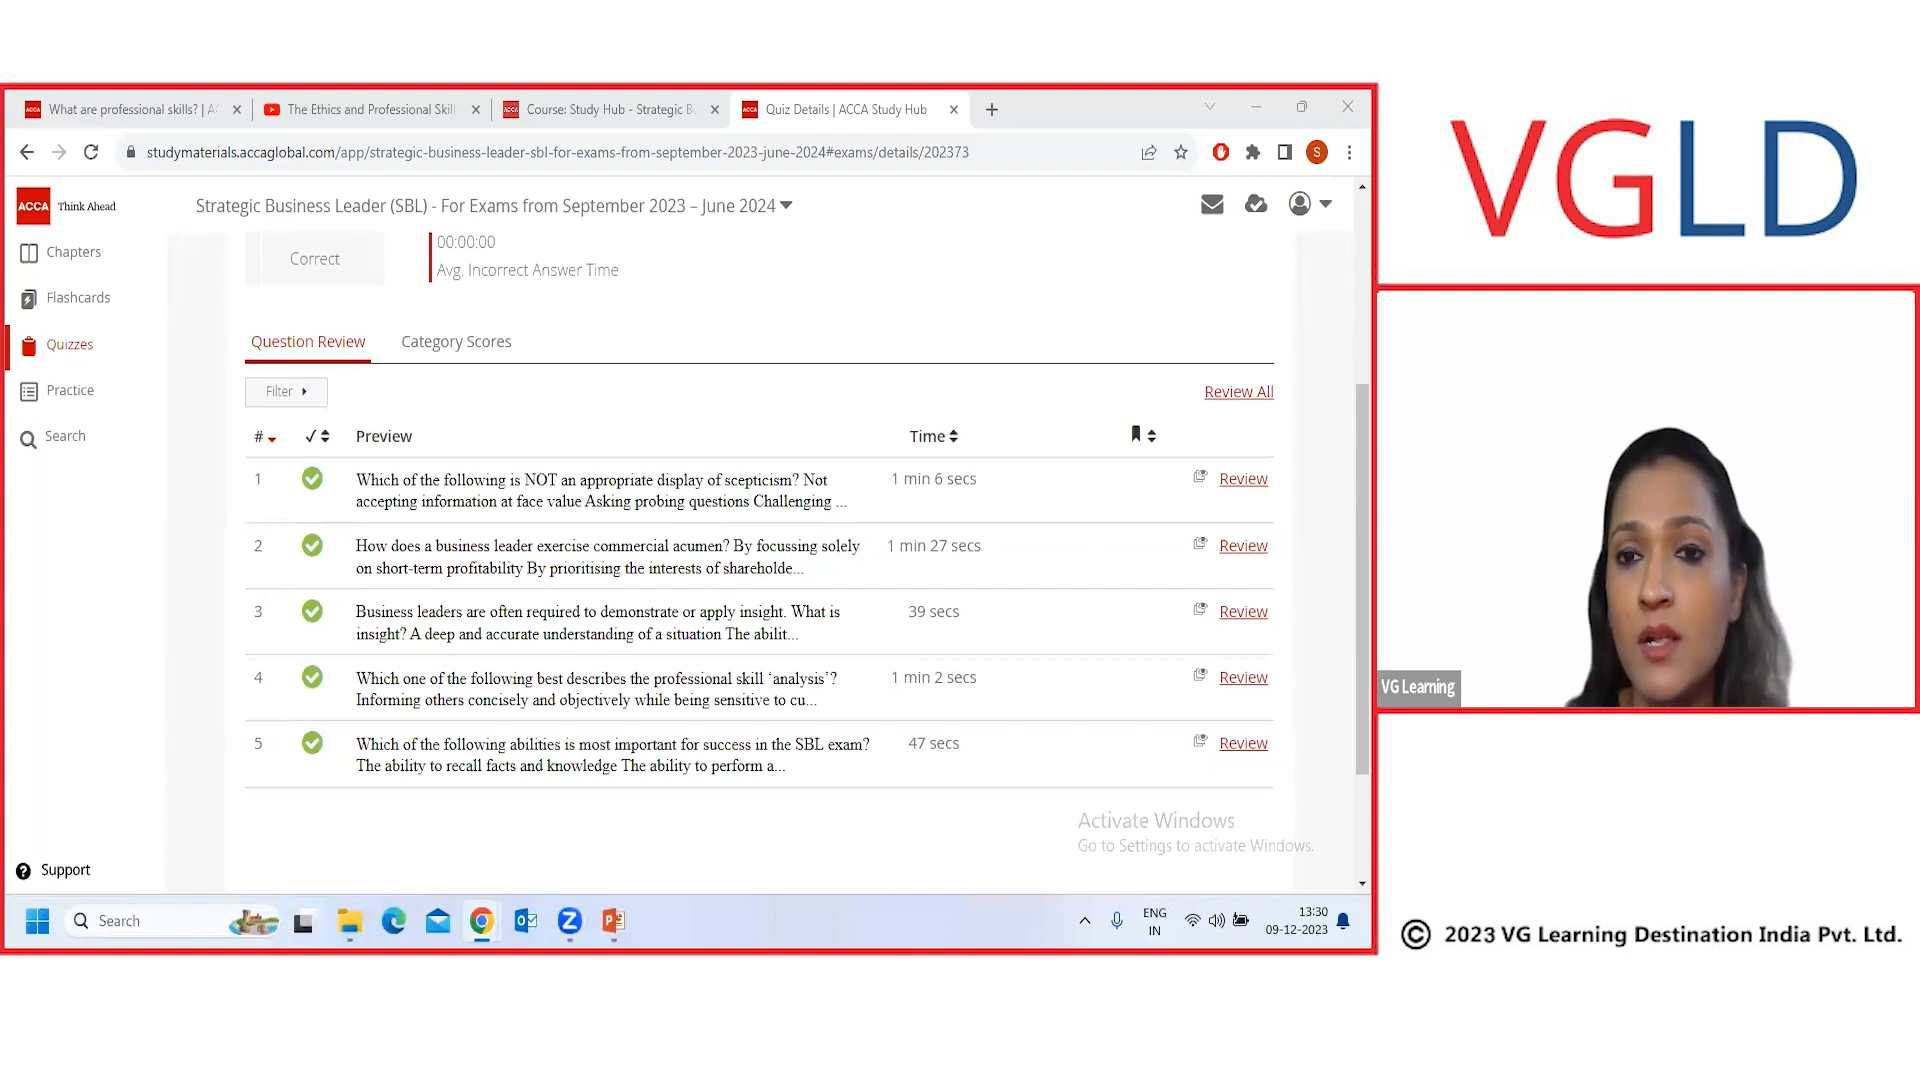 What are professional skills? | A
The Ethics and Professional Skil
Course: Study Hub - Strategic B
Quiz Details | ACCA Study Hub
studymaterials.accaglobal.com/app/strategic-business-leader-sbl-for-exams-from-september-2023-june-2024#exams/details/202373
S
ACCA Think Ahead
Strategic Business Leader (SBL) - For Exams from September 2023 – June 2024
Chapters
Flashcards
Quizzes
Practice
Search
Support
Correct
00:00:00
Avg. Incorrect Answer Time
Question Review Category Scores
Filter
Review All
# ✓ Preview Time
1 Which of the following is NOT an appropriate display of scepticism? Not 1 min 6 secs Review
accepting information at face value Asking probing questions Challenging ...
2 How does a business leader exercise commercial acumen? By focussing solely 1 min 27 secs Review
on short-term profitability By prioritising the interests of shareholde...
3 Business leaders are often required to demonstrate or apply insight. What is 39 secs Review
insight? A deep and accurate understanding of a situation The abilit...
4 Which one of the following best describes the professional skill ‘analysis’? 1 min 2 secs Review
Informing others concisely and objectively while being sensitive to cu...
5 Which of the following abilities is most important for success in the SBL exam? 47 secs Review
The ability to recall facts and knowledge The ability to perform a...
Activate Windows
Go to Settings to activate Windows.
Search
ENG
IN
13:30
09-12-2023
VGLD
VG Learning
© 2023 VG Learning Destination India Pvt. Ltd.